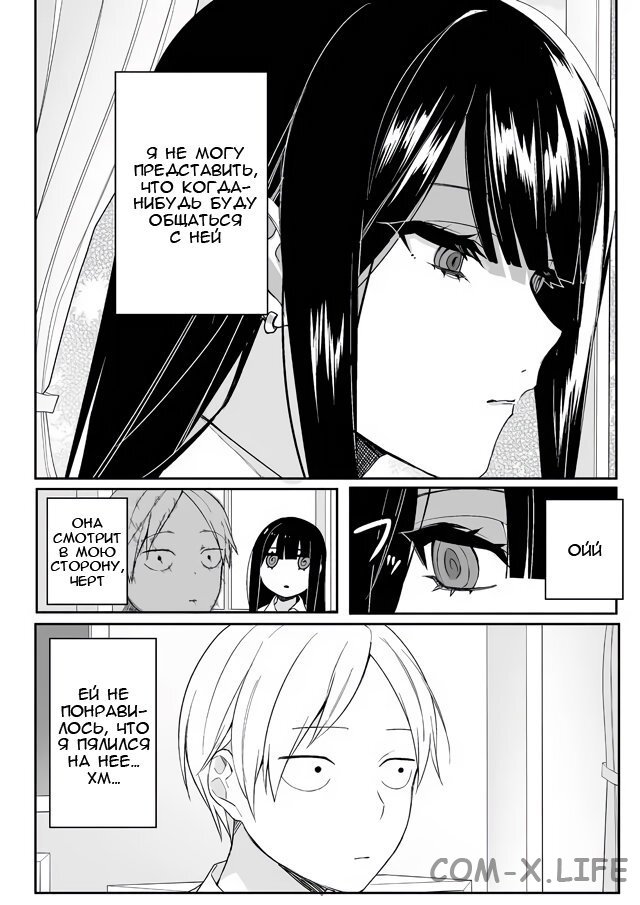 Я НЕ МОГУ
ПРЕДСТАВИТЬ,
ЧТО КОГДА-
НИБУДЬ БУДУ
ОБЩАТЬСЯ
С НЕЙ
ОНА
СМОТРИТ
В МОЮ
СТОРОНУ,
ЧЕРТ
ОЙЙ
ЕЙ НЕ
ПОНРАВИ-
ЛОСЬ, ЧТО
Я ПЯЛИЛСЯ
НА НЕЕ...
ХМ...
COM-X.LIFE